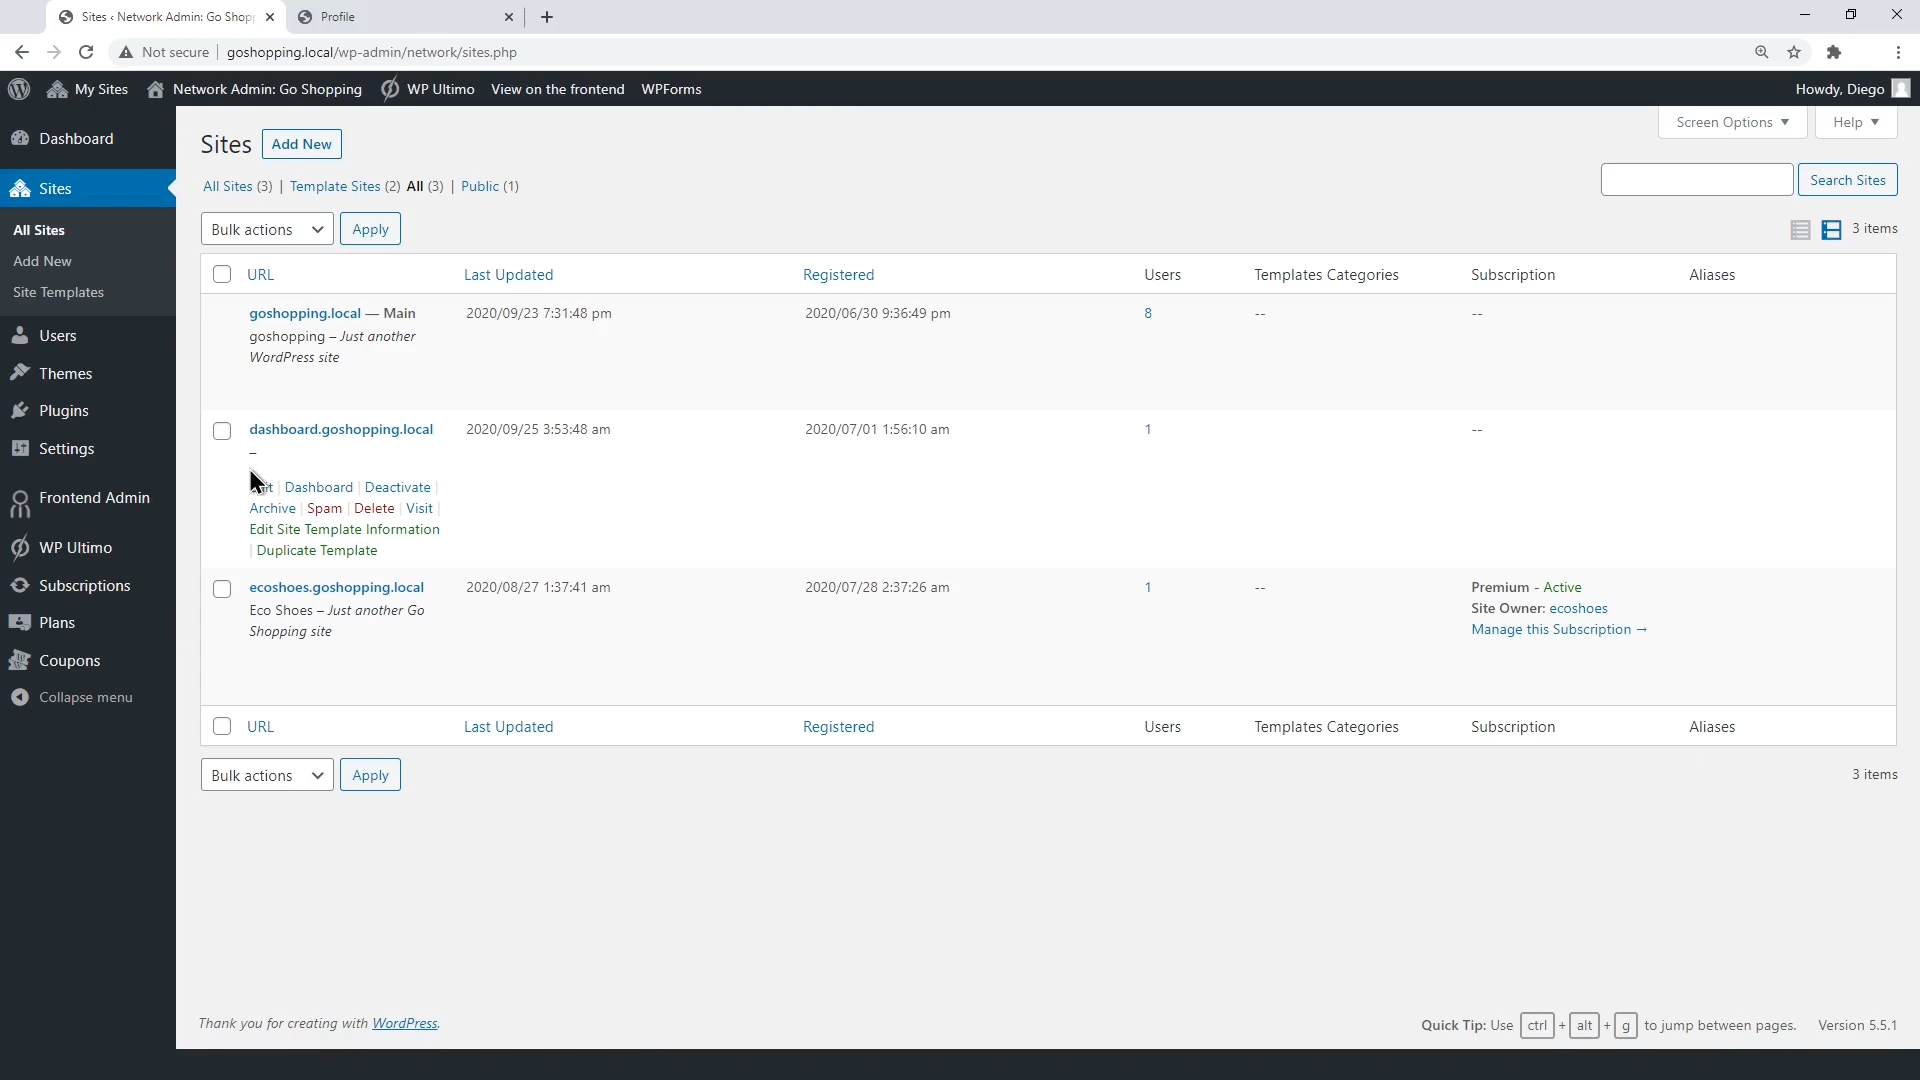 Sites ‹ Network Admin: Go Shopp
Profile
Not secure
goshopping.local/wp-admin/network/sites.php
My Sites
Network Admin: Go Shopping
WP Ultimo
View on the frontend
WPForms
Howdy, Diego
Dashboard
Sites
All Sites
Add New
Site Templates
Users
Themes
Plugins
Settings
Frontend Admin
WP Ultimo
Subscriptions
Plans
Coupons
Collapse menu
Sites
Add New
Screen Options
Help
All Sites (3) | Template Sites (2) All (3) | Public (1)
Search Sites
Bulk actions
Apply
3 items
URL Last Updated Registered Users Templates Categories Subscription Aliases
goshopping.local — Main 2020/09/23 7:31:48 pm 2020/06/30 9:36:49 pm 8 -- --
goshopping – Just another
WordPress site
dashboard.goshopping.local 2020/09/25 3:53:48 am 2020/07/01 1:56:10 am 1 --
–
Dashboard | Deactivate |
Archive | Spam | Delete | Visit |
Edit Site Template Information
| Duplicate Template
ecoshoes.goshopping.local 2020/08/27 1:37:41 am 2020/07/28 2:37:26 am 1 -- Premium - Active
Eco Shoes – Just another Go Site Owner: ecoshoes
Shopping site Manage this Subscription →
URL Last Updated Registered Users Templates Categories Subscription Aliases
Bulk actions
Apply
3 items
Thank you for creating with WordPress.
Quick Tip: Use ctrl + alt + g to jump between pages. Version 5.5.1